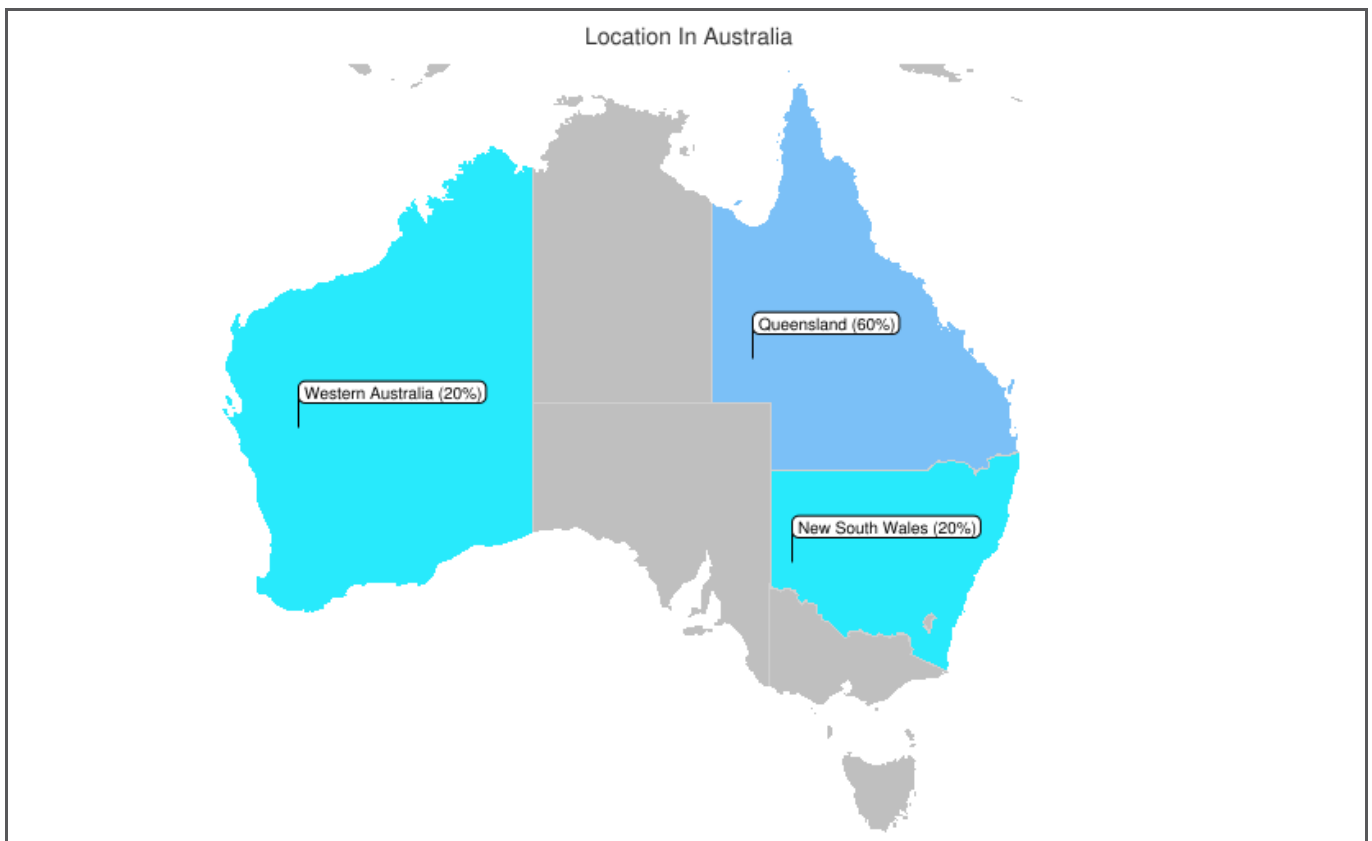 Location In Australia
Queensland (60%)
Western Australia (20%)
New South Wales (20%)